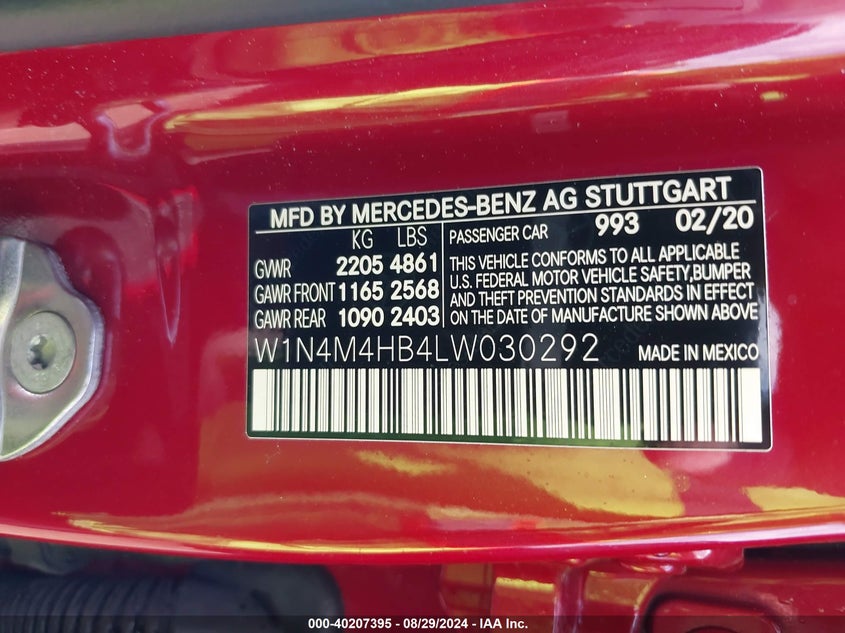 MFD BY MERCEDES-BENZ AG STUTTGART
KG LBS
GVWR 2205 4861
GAWR FRONT 1165 2568
GAWR REAR 1090 2403
PASSENGER CAR 993 02/20
THIS VEHICLE CONFORMS TO ALL APPLICABLE
U.S. FEDERAL MOTOR VEHICLE SAFETY,BUMPER
AND THEFT PREVENTION STANDARDS IN EFFECT
ON THE DATE OF MANUFACTURE SHOWN ABOVE
W1N4M4HB4LW030292 MADE IN MEXICO
000-40207395 - 08/29/2024 - IAA Inc.